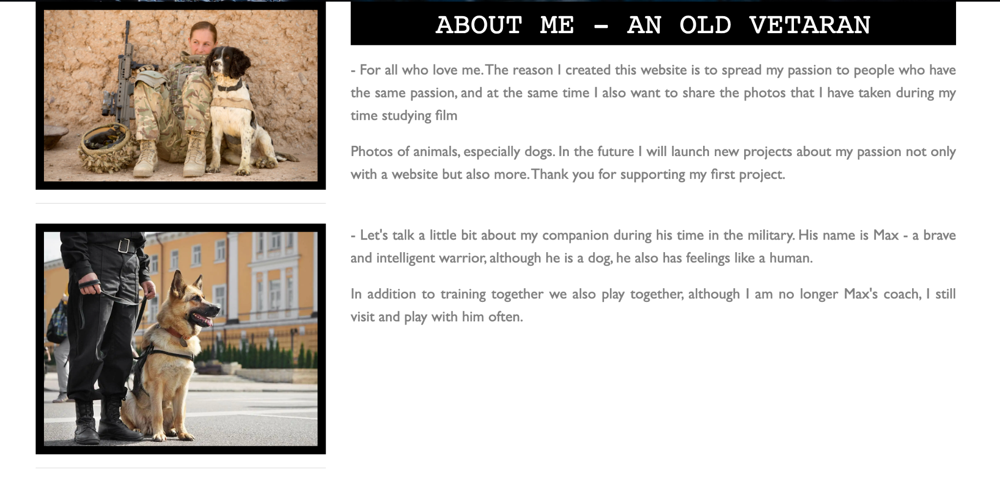 ABOUT ME - AN OLD VETARAN
- For all who love me. The reason I created this website is to spread my passion to people who have
the same passion, and at the same time I also want to share the photos that I have taken during my
time studying film
Photos of animals, especially dogs. In the future I will launch new projects about my passion not only
with a website but also more. Thank you for supporting my first project.
- Let's talk a little bit about my companion during his time in the military. His name is Max - a brave
and intelligent warrior, although he is a dog, he also has feelings like a human.
In addition to training together we also play together, although I am no longer Max's coach, I still
visit and play with him often.